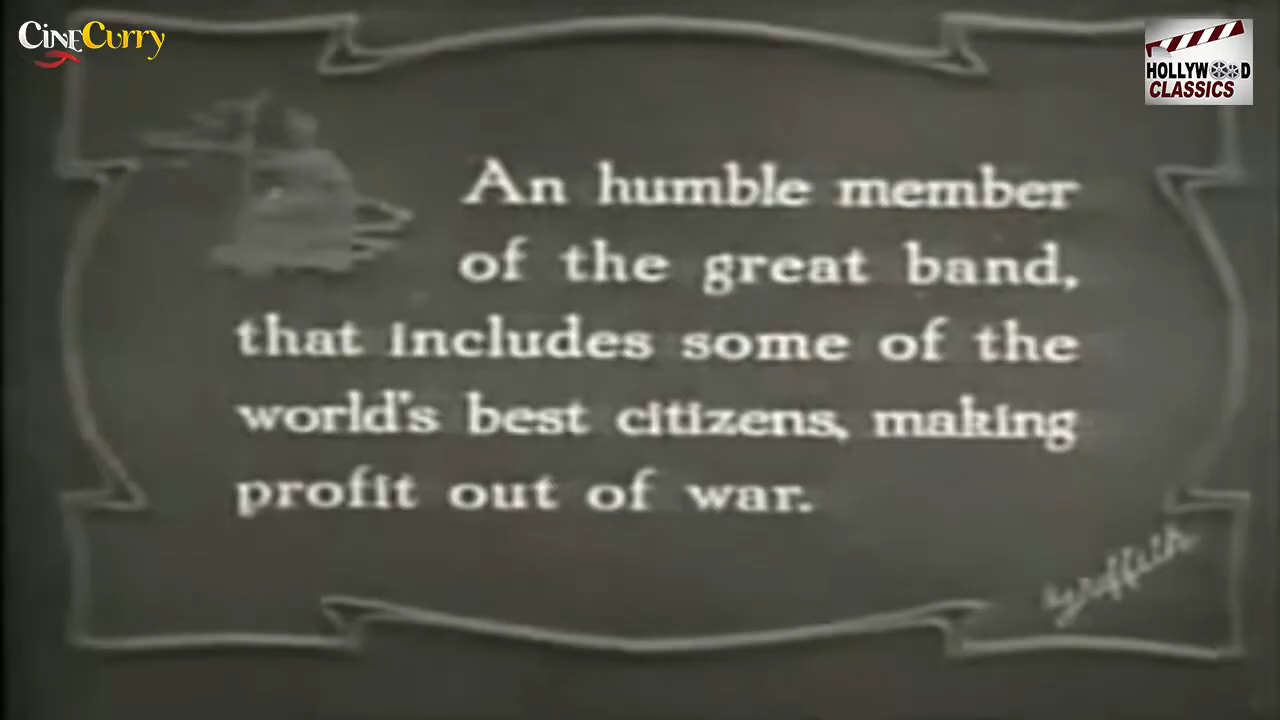 CINECURRY
HOLLYWOOD
CLASSICS
An humble member
of the great band,
that includes some of the
world's best citizens, making
profit out of war.
Griffith